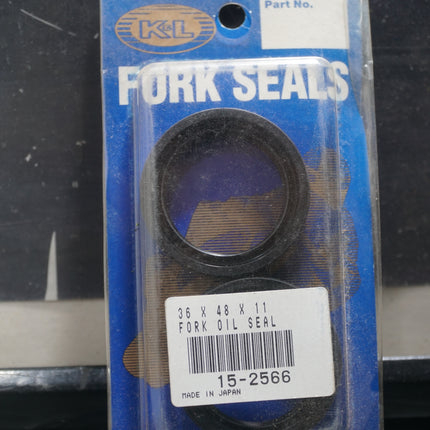 Part No.
K&L
FORK SEALS
36 X 48 X 11
FORK OIL SEAL
15-2566
MADE IN JAPAN